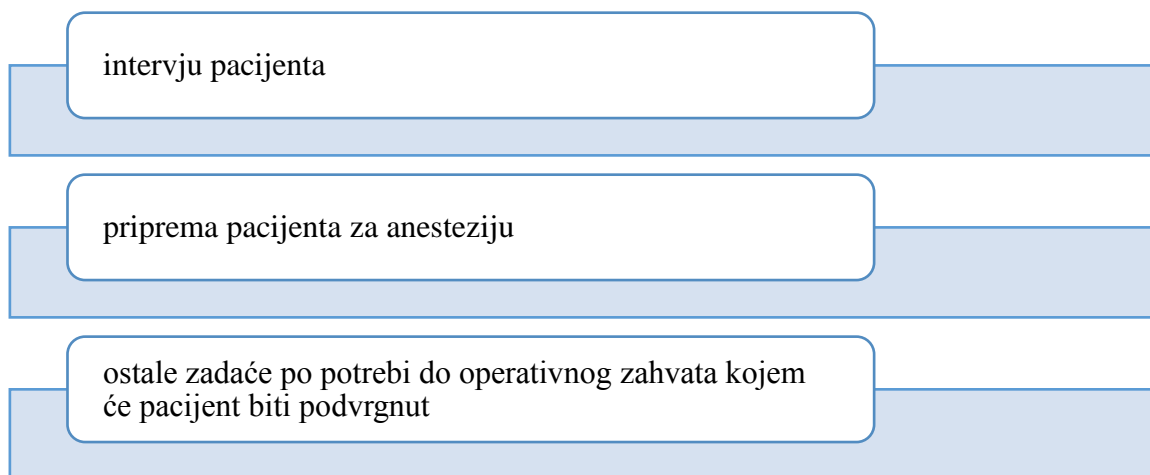 intervju pacijenta
priprema pacijenta za anesteziju
ostale zadaće po potrebi do operativnog zahvata kojem
će pacijent biti podvrgnut